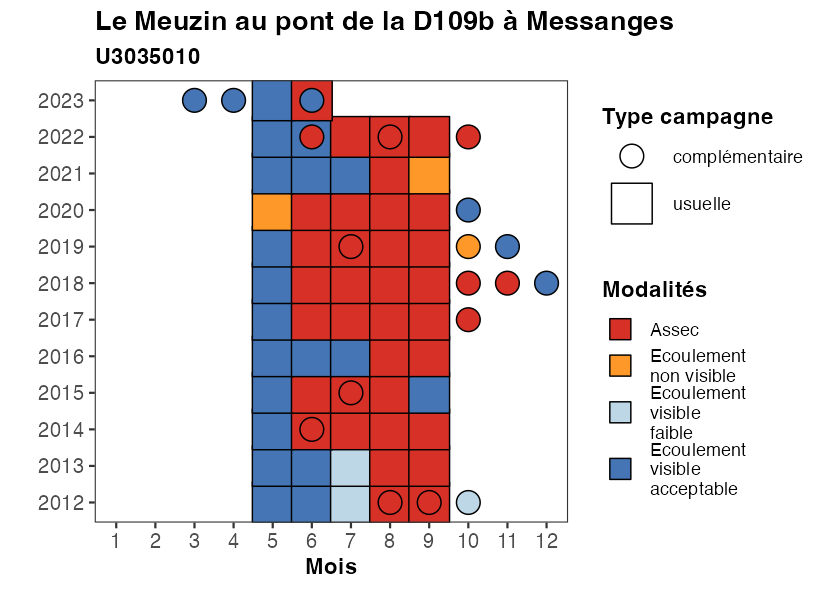 Le Meuzin au pont de la D109b à Messanges
U3035010
2023
2022
2021
2020
2019
2018
2017
2016
2015
2014
2013
2012
1 2 3 4 5 6 7 8 9 10 11 12
Mois
Type campagne
complémentaire
usuelle
Modalités
Assec
Ecoulement
non visible
Ecoulement
visible
faible
Ecoulement
visible
acceptable